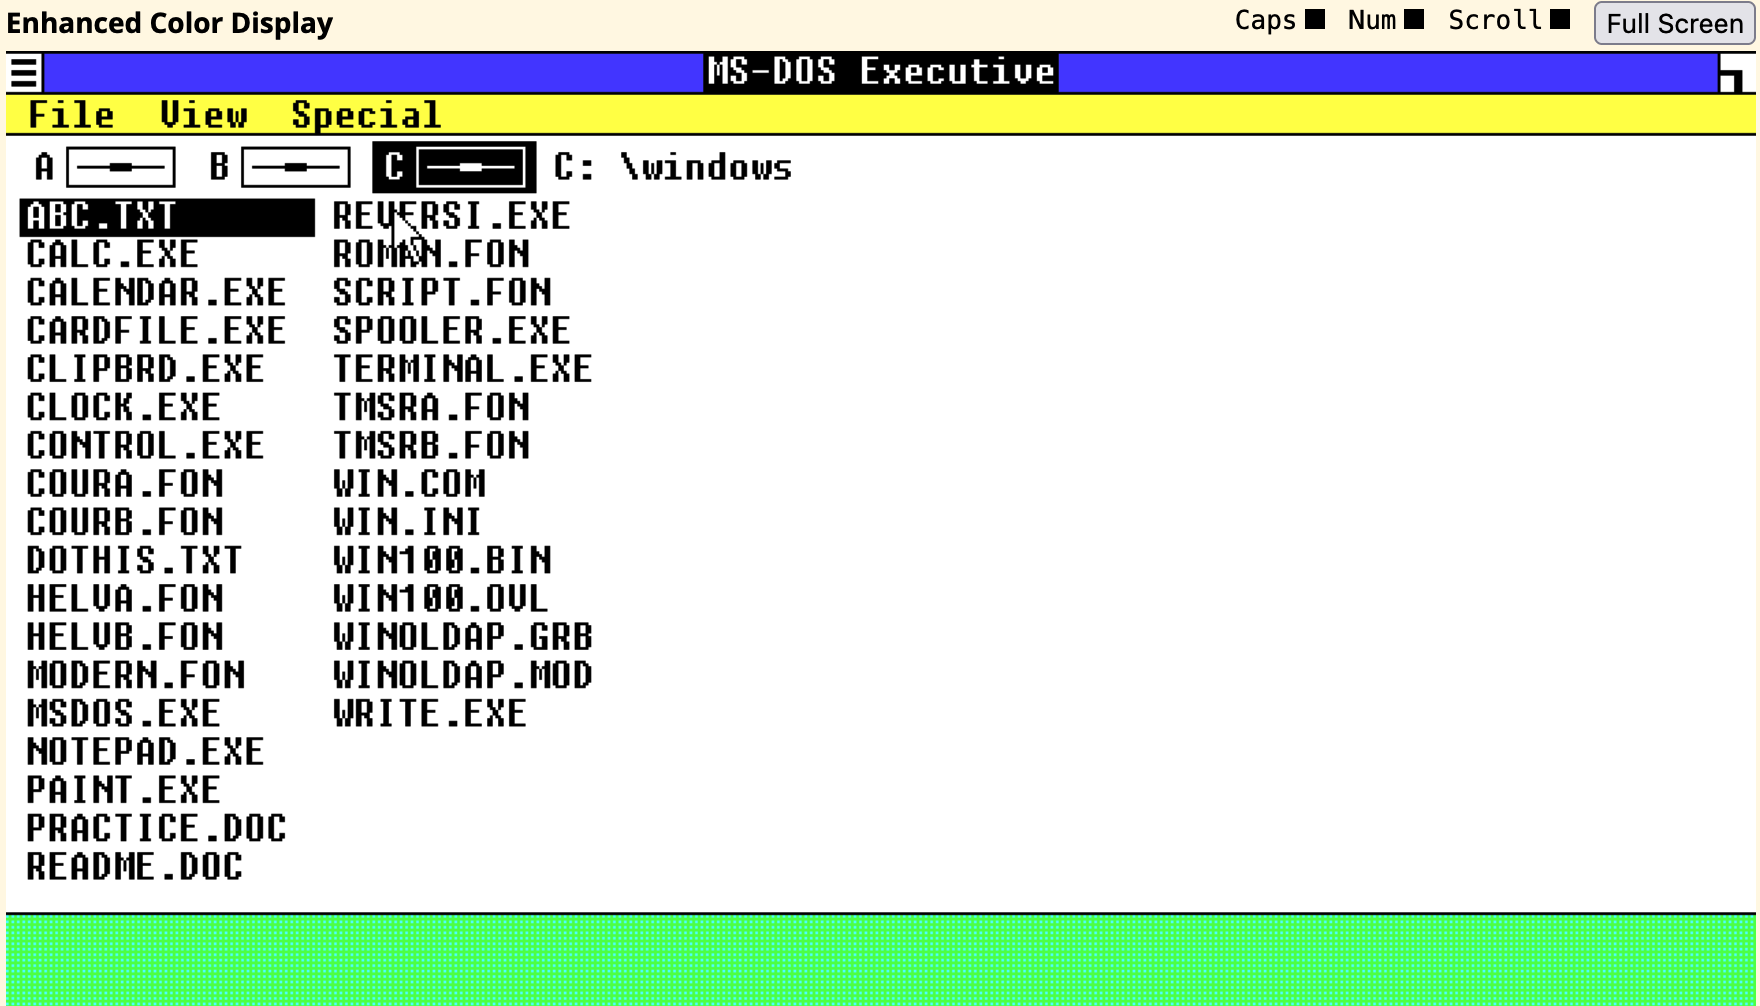 Enhanced Color Display
Caps Num Scroll Full Screen
MS-DOS Executive
File View Special
A B C C: \windows
ABC.TXT REVERSI.EXE
CALC.EXE ROMAN.FON
CALENDAR.EXE SCRIPT.FON
CARDFILE.EXE SPOOLER.EXE
CLIPBRD.EXE TERMINAL.EXE
CLOCK.EXE TMSRA.FON
CONTROL.EXE TMSRB.FON
COURA.FON WIN.COM
COURB.FON WIN.INI
DOTHIS.TXT WIN100.BIN
HELVA.FON WIN100.OVL
HELVB.FON WINOLDAP.GRB
MODERN.FON WINOLDAP.MOD
MSDOS.EXE WRITE.EXE
NOTEPAD.EXE
PAINT.EXE
PRACTICE.DOC
README.DOC